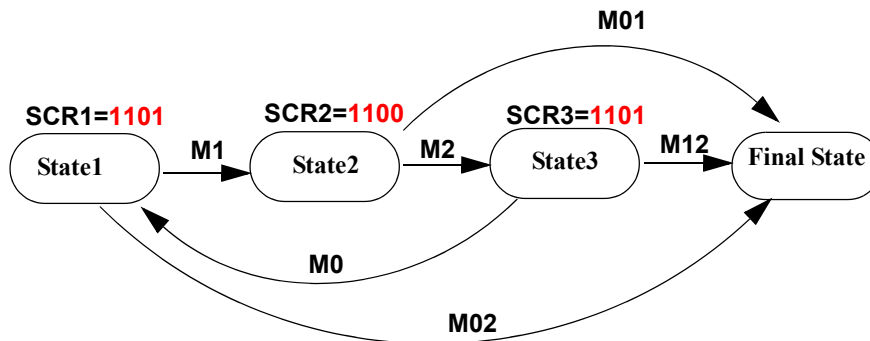 M01
SCR1=1101
SCR2=1100
SCR3=1101
State1
M1
State2
M2
State3
M12
Final State
M0
M02